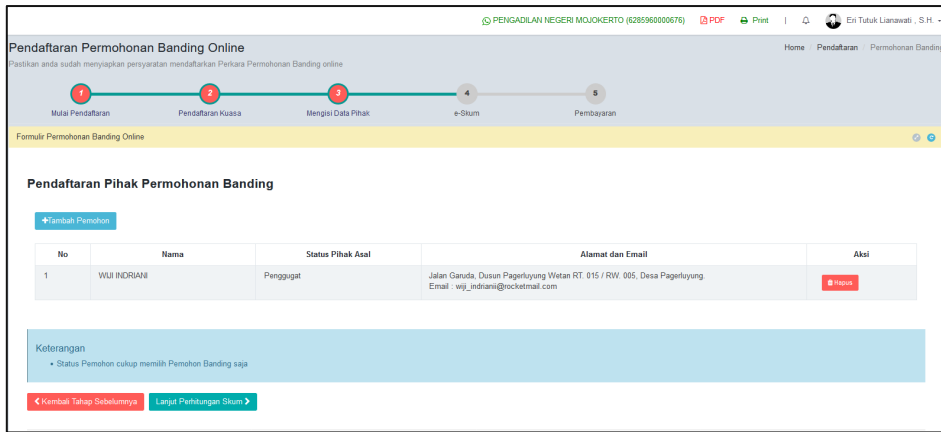 PENGADILAN NEGERI MOJOKERTO (6285960000676) PDF Print | Eri Tutuk Lianawati , S.H.
Pendaftaran Permohonan Banding Online
Home / Pendaftaran / Permohonan Banding
Pastikan anda sudah menyiapkan persyaratan mendaftarkan Perkara Permohonan Banding online
1 2 3 4 5
Mulai Pendaftaran Pendaftaran Kuasa Mengisi Data Pihak e-Skum Pembayaran
Formulir Permohonan Banding Online
Pendaftaran Pihak Permohonan Banding
+Tambah Pemohon
No Nama Status Pihak Asal Alamat dan Email Aksi
1 WIJI INDRIANI Penggugat Jalan Garuda, Dusun Pagerluyung Wetan RT. 015 / RW. 005, Desa Pagerluyung.
Email : wiji_indrianii@rocketmail.com
Hapus
Keterangan
• Status Pemohon cukup memilih Pemohon Banding saja
Kembali Tahap Sebelumnya Lanjut Perhitungan Skum